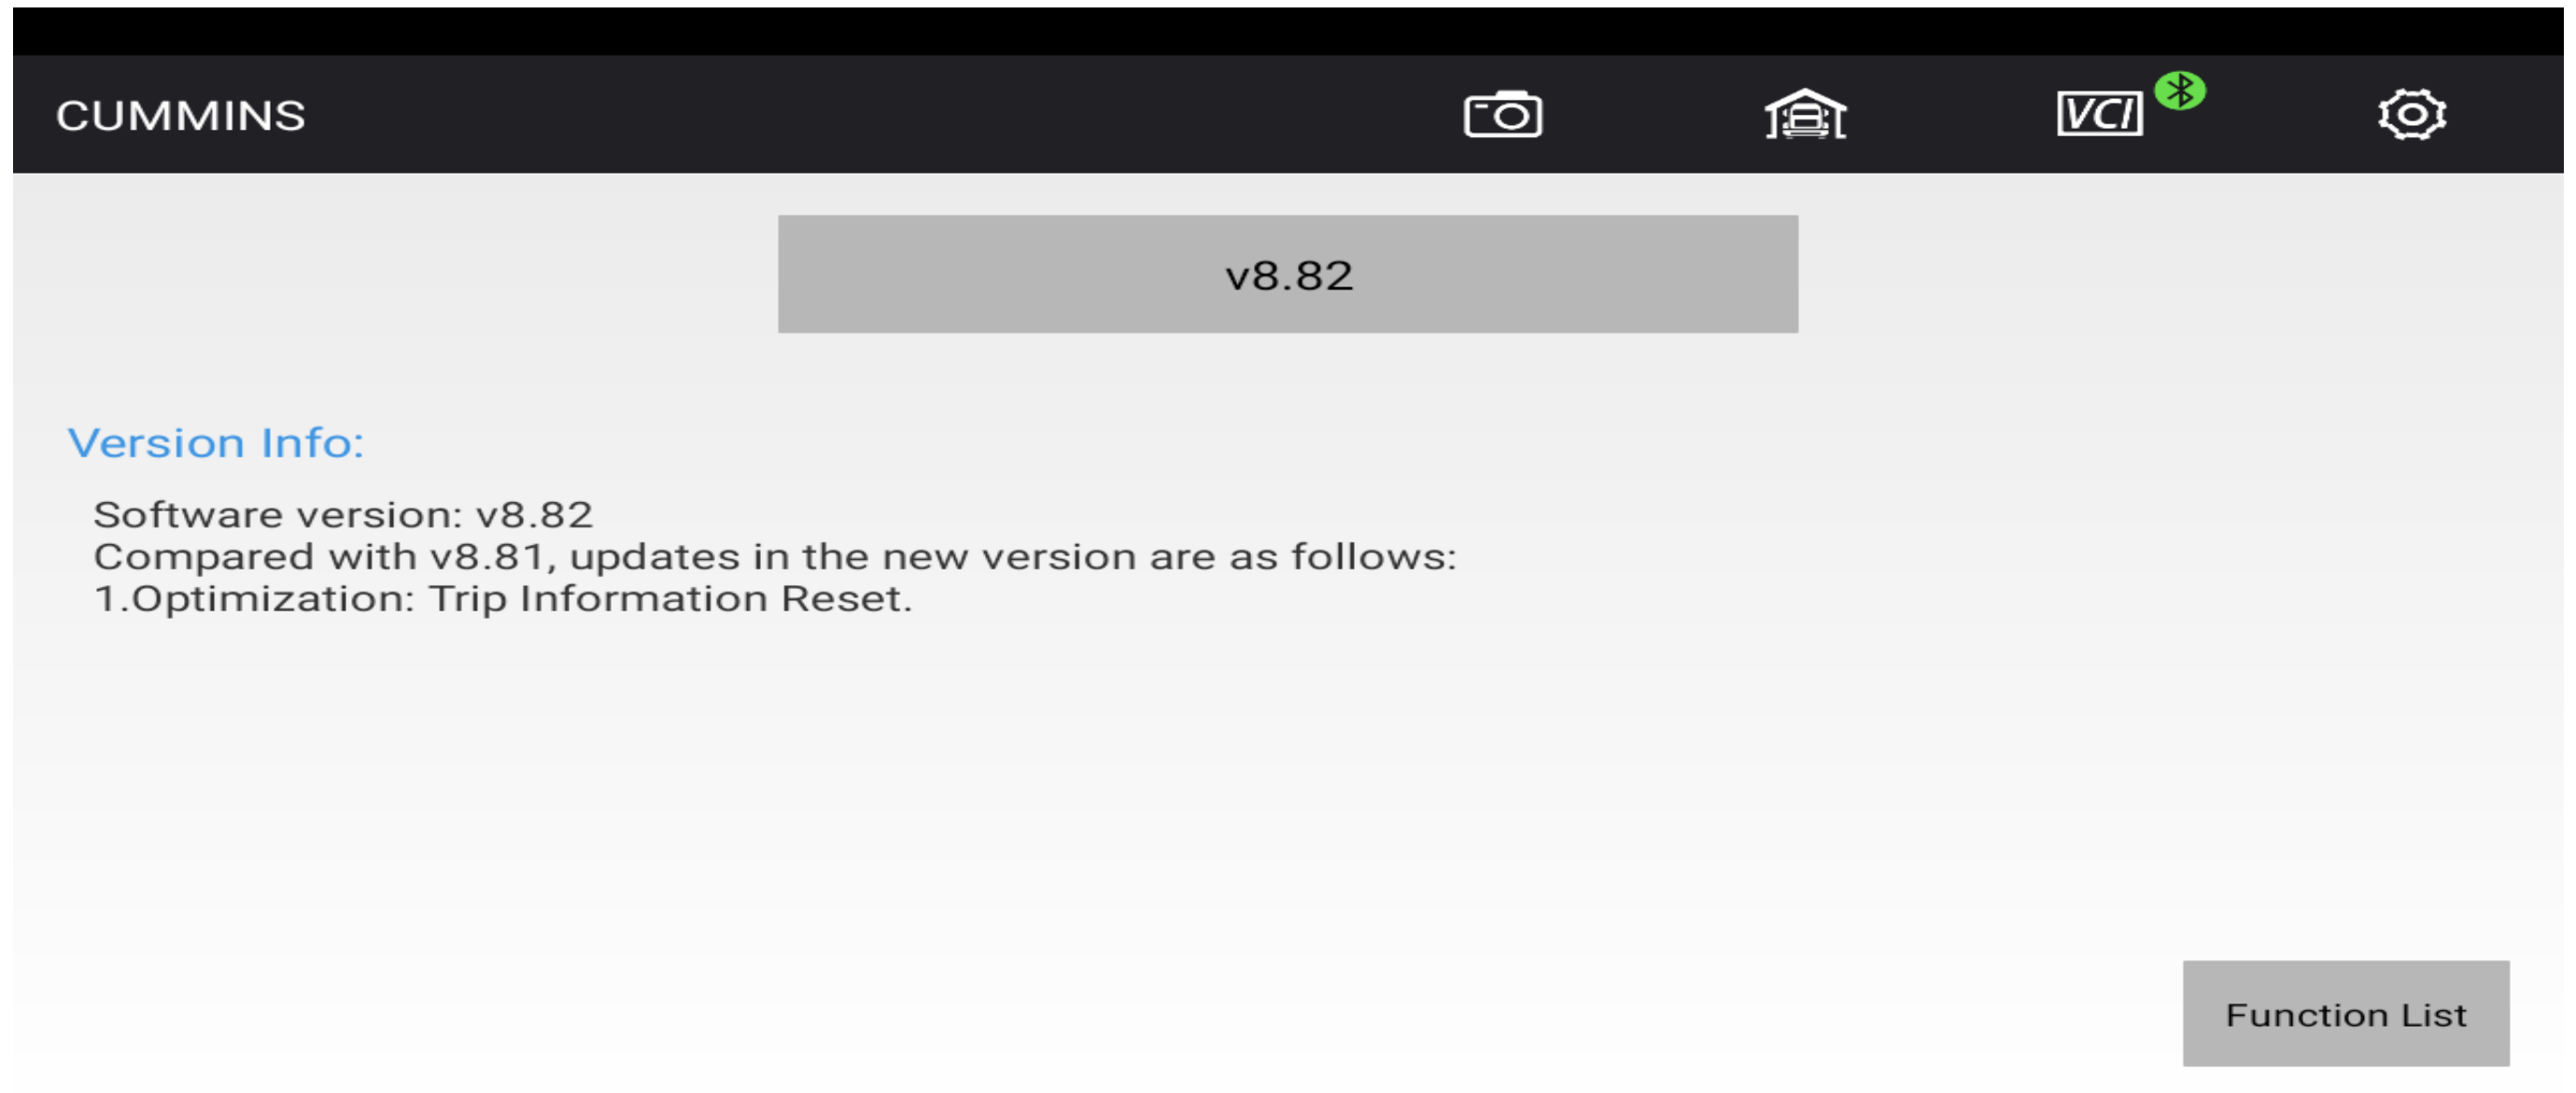 CUMMINS
VCI
v8.82
Version Info:
Software version: v8.82
Compared with v8.81, updates in the new version are as follows:
1.Optimization: Trip Information Reset.
Function List